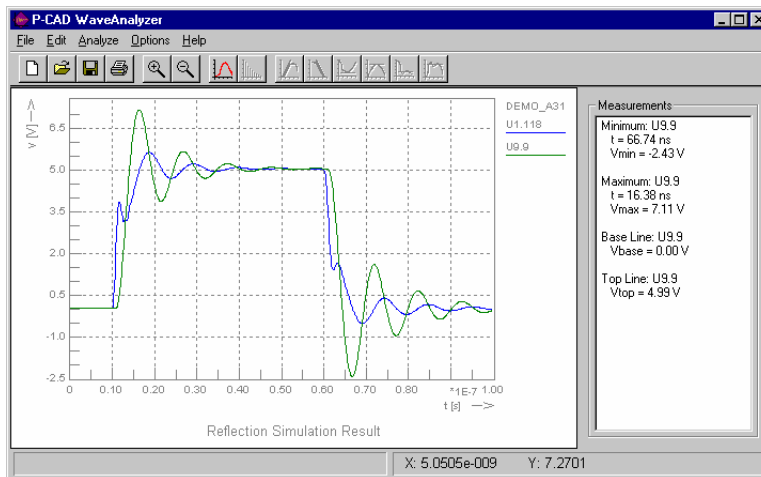 P-CAD WaveAnalyzer
File Edit Analyze Options Help
DEMO_A31
U1.118
U9.9
v [V]
6.5
5.0
3.5
2.0
0.5
-1.0
-2.5
0 0.10 0.20 0.30 0.40 0.50 0.60 0.70 0.80 *1E-7 1.00
t [s]
Reflection Simulation Result
Measurements
Minimum: U9.9
t = 66.74 ns
Vmin = -2.43 V
Maximum: U9.9
t = 16.38 ns
Vmax = 7.11 V
Base Line: U9.9
Vbase = 0.00 V
Top Line: U9.9
Vtop = 4.99 V
X: 5.0505e-009 Y: 7.2701